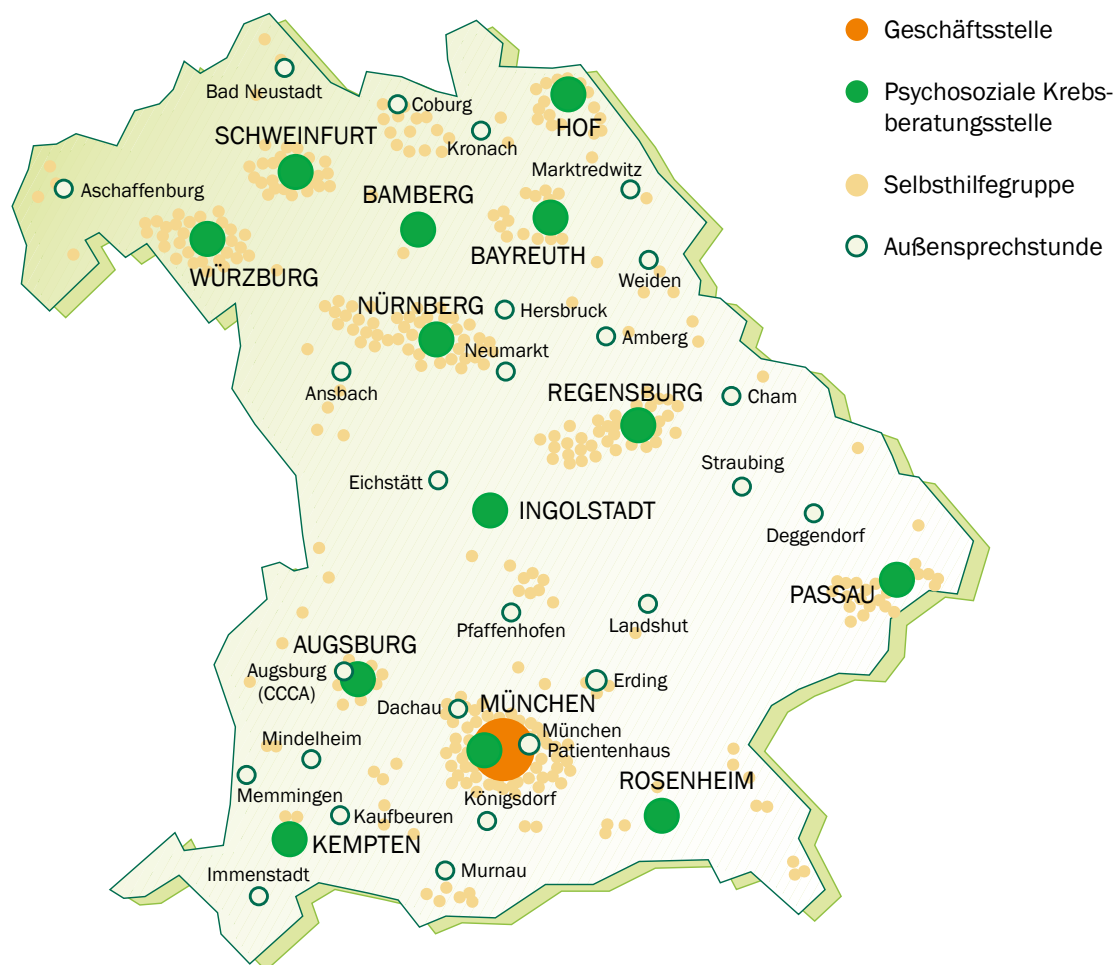 Geschäftsstelle
Psychosoziale Krebs-
beratungsstelle
Selbsthilfegruppe
Außensprechstunde
Bad Neustadt
Coburg
HOF
SCHWEINFURT
Kronach
Marktredwitz
Aschaffenburg
BAMBERG
BAYREUTH
WÜRZBURG
Weiden
NÜRNBERG
Hersbruck
Amberg
Neumarkt
Ansbach
REGENSBURG
Cham
Straubing
Eichstätt
INGOLSTADT
Deggendorf
PASSAU
Pfaffenhofen
Landshut
AUGSBURG
Augsburg
(CCCA)
Erding
Dachau
MÜNCHEN
München
Patientenhaus
Mindelheim
Memmingen
ROSENHEIM
Königsdorf
Kaufbeuren
KEMPTEN
Immenstadt
Murnau